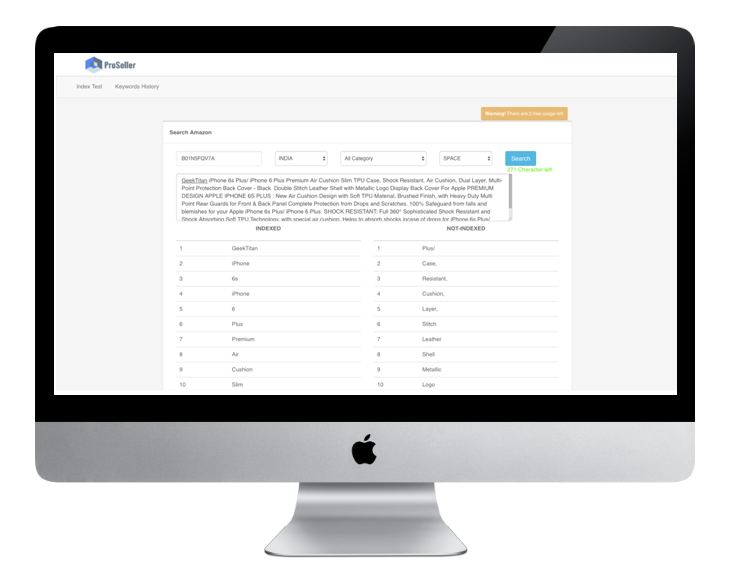 ProSeller
Index Test Keywords History
Warning! There are 2 free usage left
Search Amazon
B01N5FQV7A INDIA All Category SPACE Search
271 Character left
GeekTitan iPhone 6s Plus/ iPhone 6 Plus Premium Air Cushion Slim TPU Case, Shock Resistant, Air Cushion, Dual Layer, Multi-
Point Protection Back Cover - Black Double Stitch Leather Shell with Metallic Logo Display Back Cover For Apple PREMIUM
DESIGN APPLE IPHONE 6S PLUS : New Air Cushion Design with Soft TPU Material, Brushed Finish, with Heavy Duty Multi
Point Rear Guards for Front & Back Panel Complete Protection from Drops and Scratches. 100% Safeguard from falls and
blemishes for your Apple iPhone 6s Plus/ iPhone 6 Plus. SHOCK RESISTANT: Full 360° Sophisticated Shock Resistant and
Shock Absorbing Soft TPU Technology, with special air cushion. Helps to absorb shocks incase of drops for iPhone 6s Plus/
INDEXED NOT-INDEXED
1 GeekTitan 1 Plus/
2 iPhone 2 Case,
3 6s 3 Resistant,
4 iPhone 4 Cushion,
5 6 5 Layer,
6 Plus 6 Stitch
7 Premium 7 Leather
8 Air 8 Shell
9 Cushion 9 Metallic
10 Slim 10 Logo